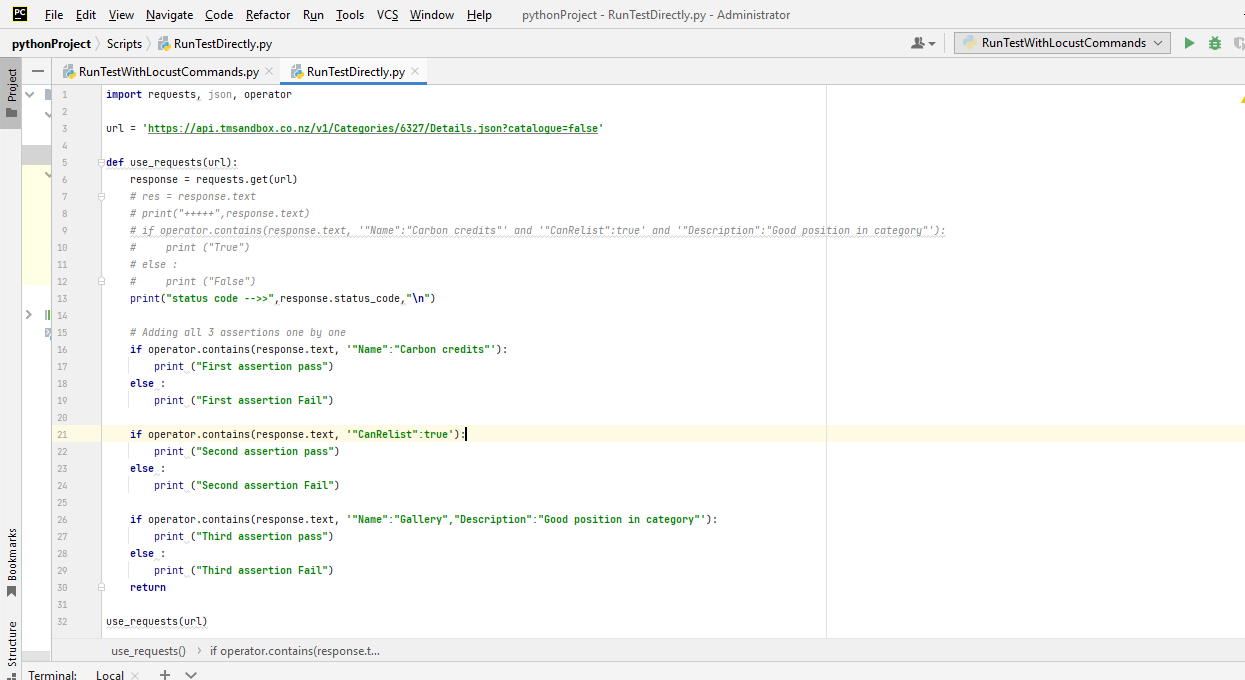 PC File Edit View Navigate Code Refactor Run Tools VCS Window Help pythonProject - RunTestDirectly.py - Administrator
pythonProject Scripts RunTestDirectly.py RunTestWithLocustCommands
Project RunTestWithLocustCommands.py RunTestDirectly.py
1 import requests, json, operator
2
3 url = 'https://api.tmsandbox.co.nz/v1/Categories/6327/Details.json?catalogue=false'
4
5 def use_requests(url):
6 response = requests.get(url)
7 # res = response.text
8 # print("+++++",response.text)
9 # if operator.contains(response.text, '"Name":"Carbon credits"' and '"CanRelist":true' and '"Description":"Good position in category"'):
10 # print ("True")
11 # else :
12 # print ("False")
13 print("status code -->>",response.status_code,"\n")
14
15 # Adding all 3 assertions one by one
16 if operator.contains(response.text, '"Name":"Carbon credits"'):
17 print ("First assertion pass")
18 else :
19 print ("First assertion Fail")
20
21 if operator.contains(response.text, '"CanRelist":true'):
22 print ("Second assertion pass")
23 else :
24 print ("Second assertion Fail")
25
26 if operator.contains(response.text, '"Name":"Gallery","Description":"Good position in category"'):
27 print ("Third assertion pass")
28 else :
29 print ("Third assertion Fail")
30 return
31
32 use_requests(url)
Bookmarks
Structure
use_requests() if operator.contains(response.t...
Terminal: Local